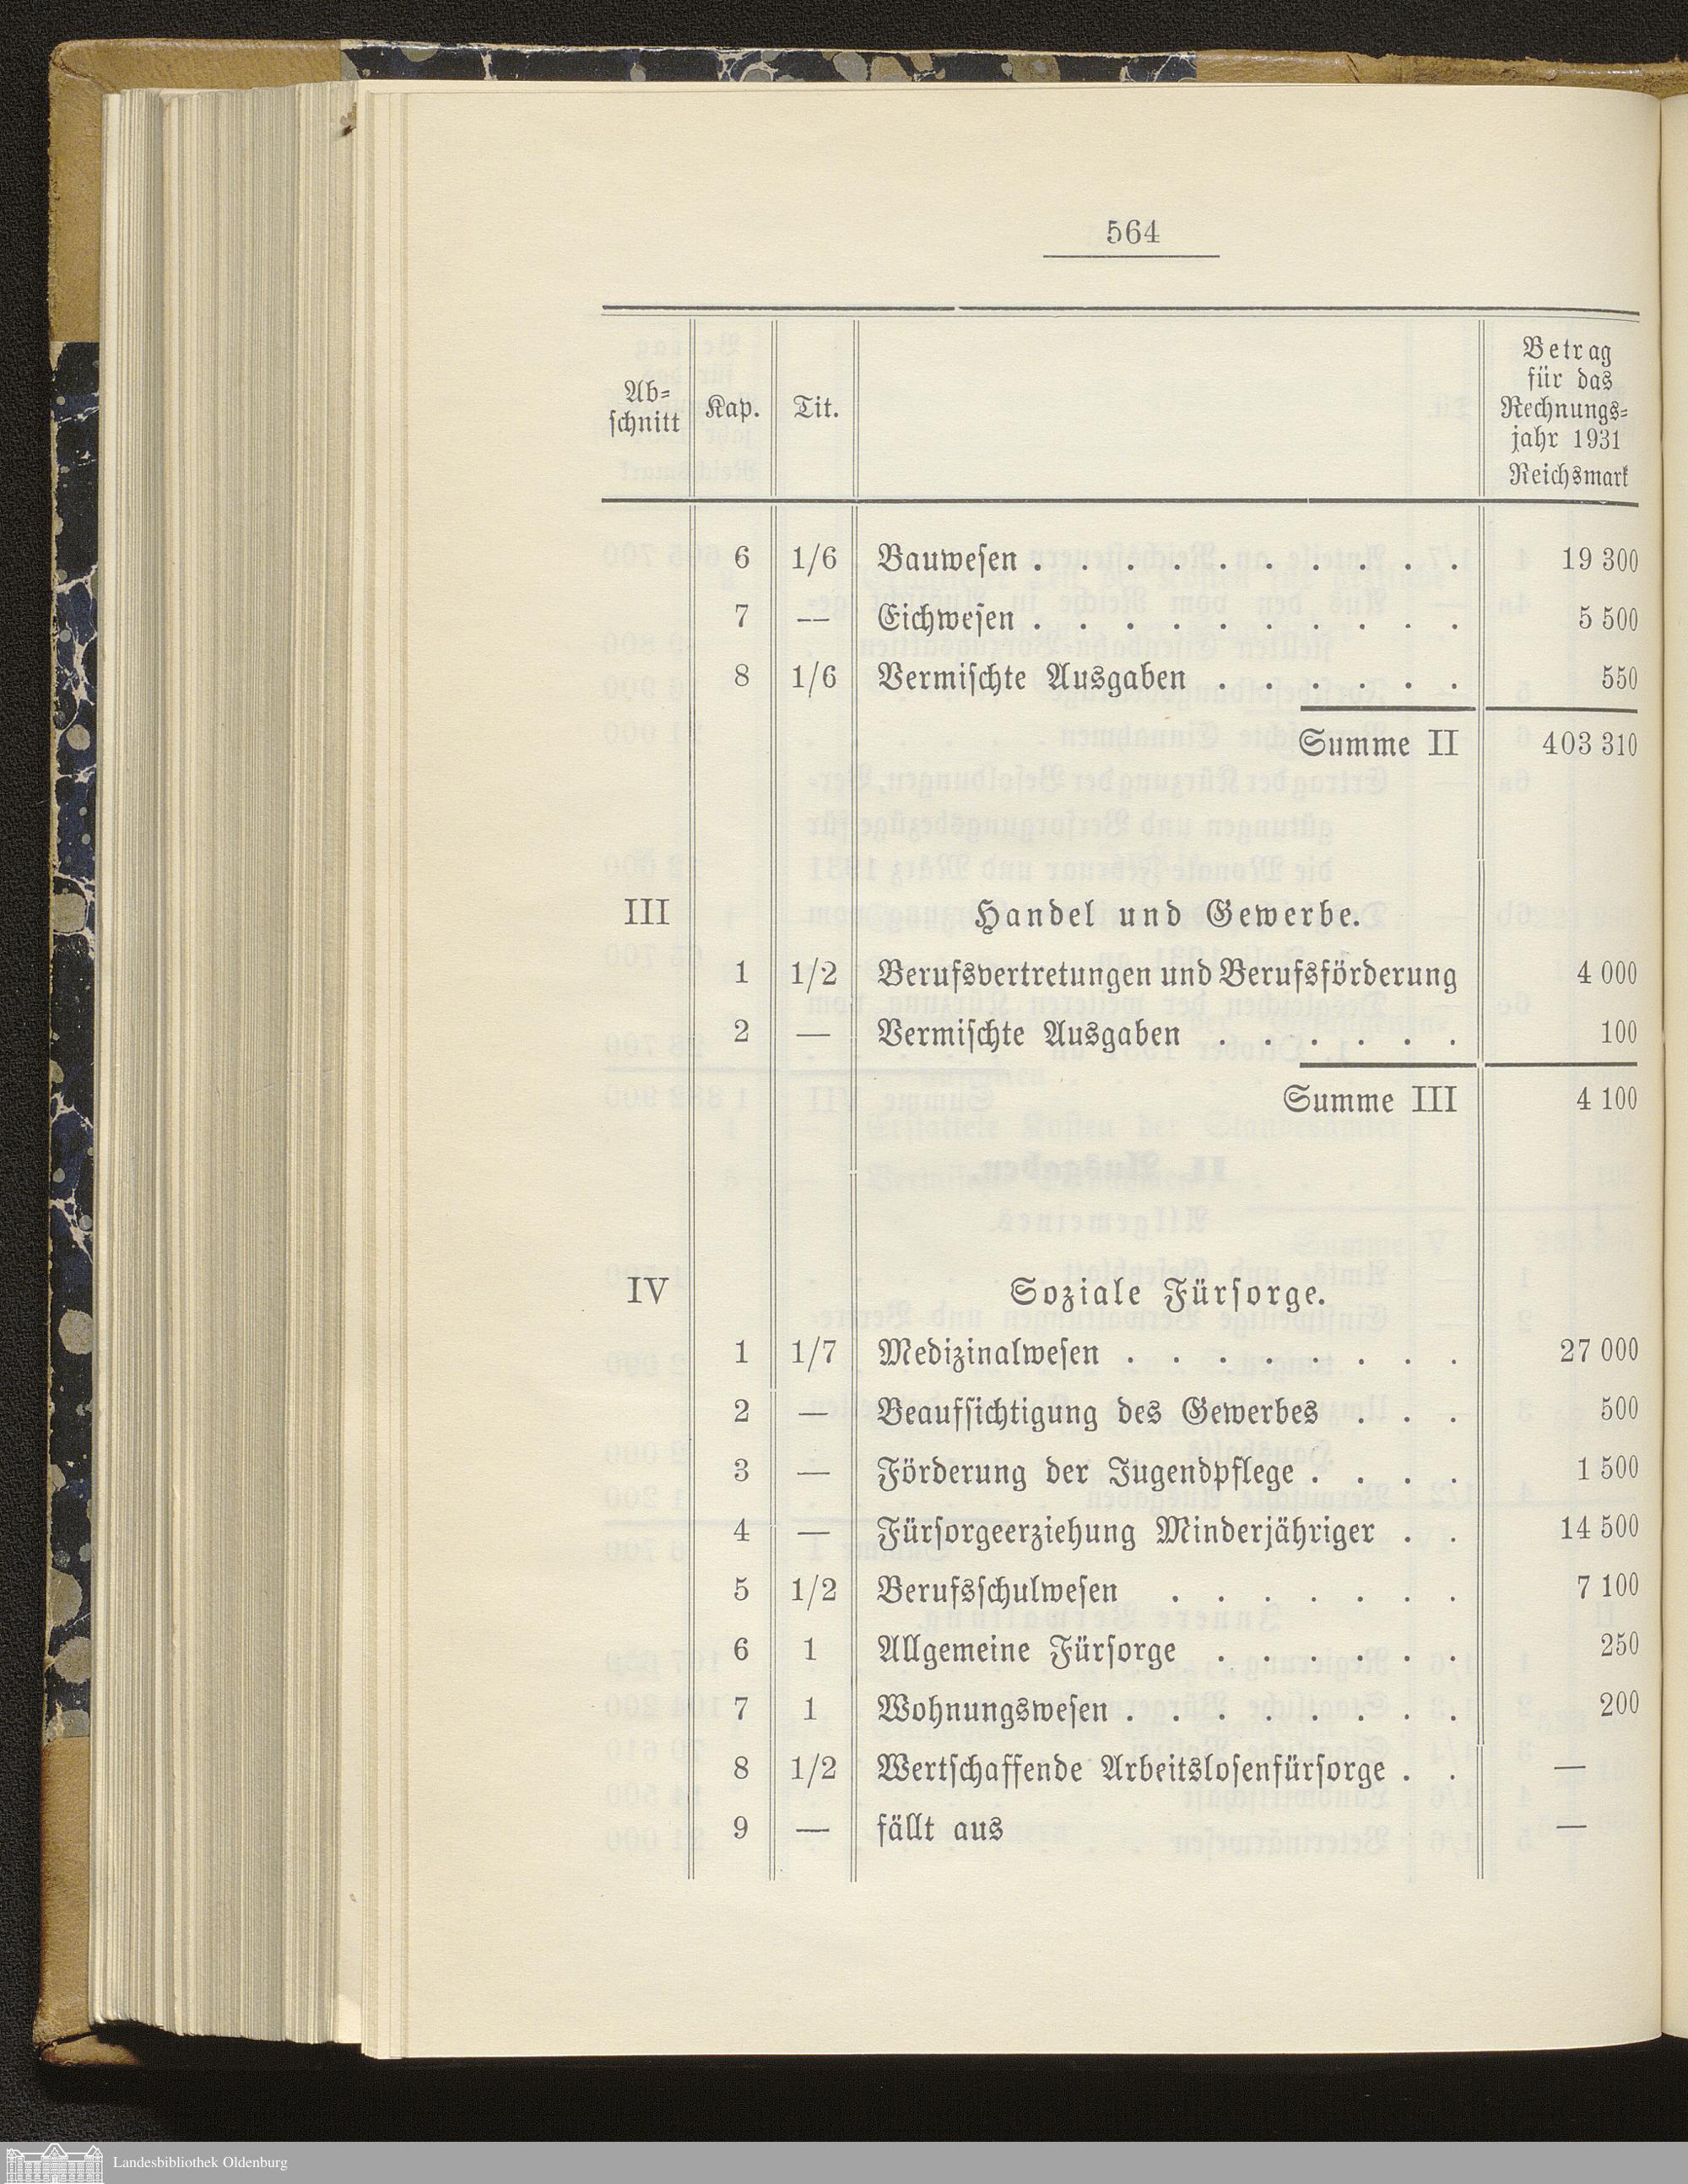 564
Ab-
schnitt
Kap.
Tit.
Betrag
für das
Rechnungs-
jahr 1931
Reichsmark
6 1/6 Bauwesen . . . . . . . . . . 19 300
7 — Eichwesen . . . . . . . . . . 5 500
8 1/6 Vermischte Ausgaben . . . . . . 550
Summe II 403 310
III Handel und Gewerbe.
1 1/2 Berufsvertretungen und Berufsförderung 4 000
2 — Vermischte Ausgaben . . . . . . 100
Summe III 4 100
IV Soziale Fürsorge.
1 1/7 Medizinalwesen . . . . . . . . 27 000
2 — Beaufsichtigung des Gewerbes . . . 500
3 — Förderung der Jugendpflege . . . . 1 500
4 — Fürsorgeerziehung Minderjähriger . . 14 500
5 1/2 Berufsschulwesen . . . . . . . 7 100
6 1 Allgemeine Fürsorge . . . . . . 250
7 1 Wohnungswesen . . . . . . . . 200
8 1/2 Wertschaffende Arbeitslosenfürsorge . . —
9 — fällt aus —
Landesbibliothek Oldenburg